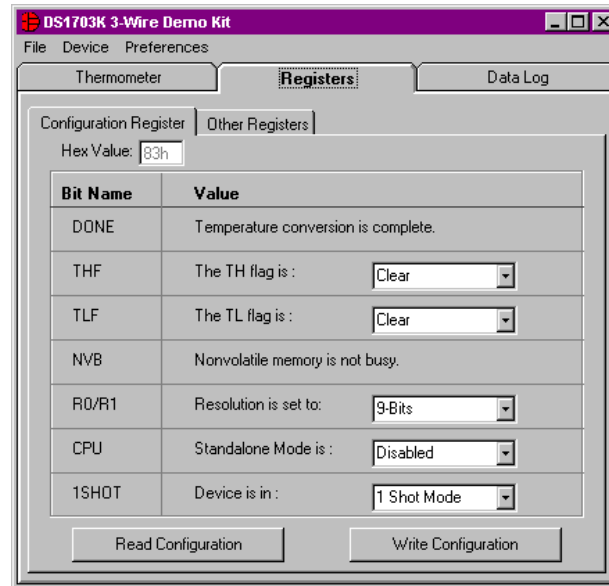 DS1703K 3-Wire Demo Kit
File Device Preferences
Thermometer Registers Data Log
Configuration Register Other Registers
Hex Value: 83h
Bit Name Value
DONE Temperature conversion is complete.
THF The TH flag is : Clear
TLF The TL flag is : Clear
NVB Nonvolatile memory is not busy.
R0/R1 Resolution is set to: 9-Bits
CPU Standalone Mode is : Disabled
1SHOT Device is in : 1 Shot Mode
Read Configuration Write Configuration